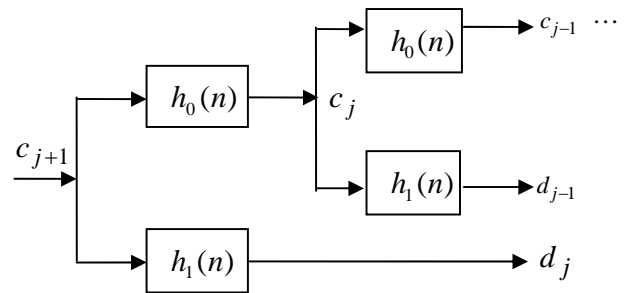 h₀(n) c_{j-1} ...
h₀(n) c_j
c_{j+1}
h₁(n) d_{j-1}
h₁(n) d_j